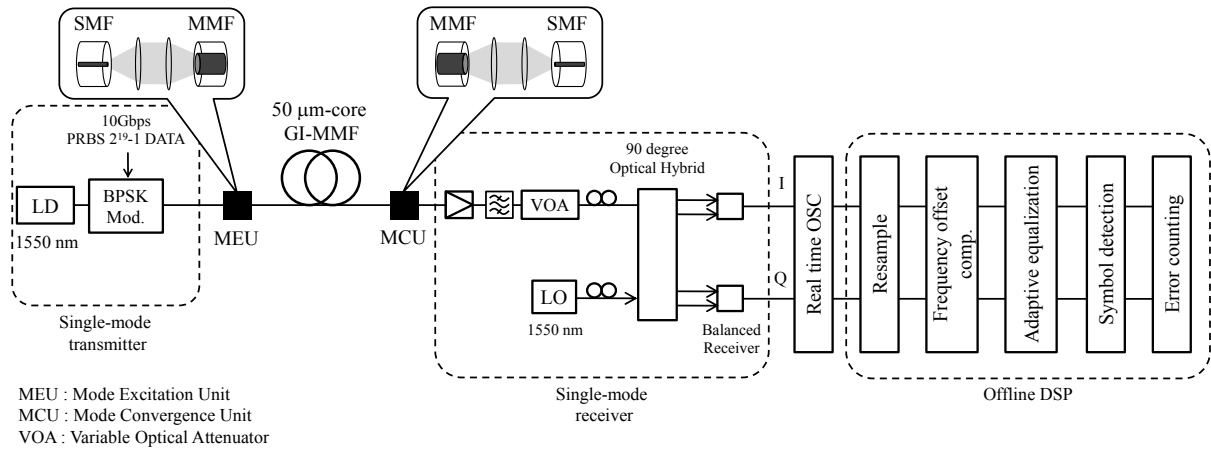 SMF
MMF
MMF
SMF
10Gbps
PRBS 2¹⁹-1 DATA
50 μm-core
GI-MMF
LD
1550 nm
BPSK
Mod.
MEU
MCU
Single-mode
transmitter
90 degree
Optical Hybrid
VOA
LO
1550 nm
I
Q
Balanced
Receiver
Single-mode
receiver
Real time OSC
Resample
Frequency offset
comp.
Adaptive equalization
Symbol detection
Error counting
Offline DSP
MEU : Mode Excitation Unit
MCU : Mode Convergence Unit
VOA : Variable Optical Attenuator